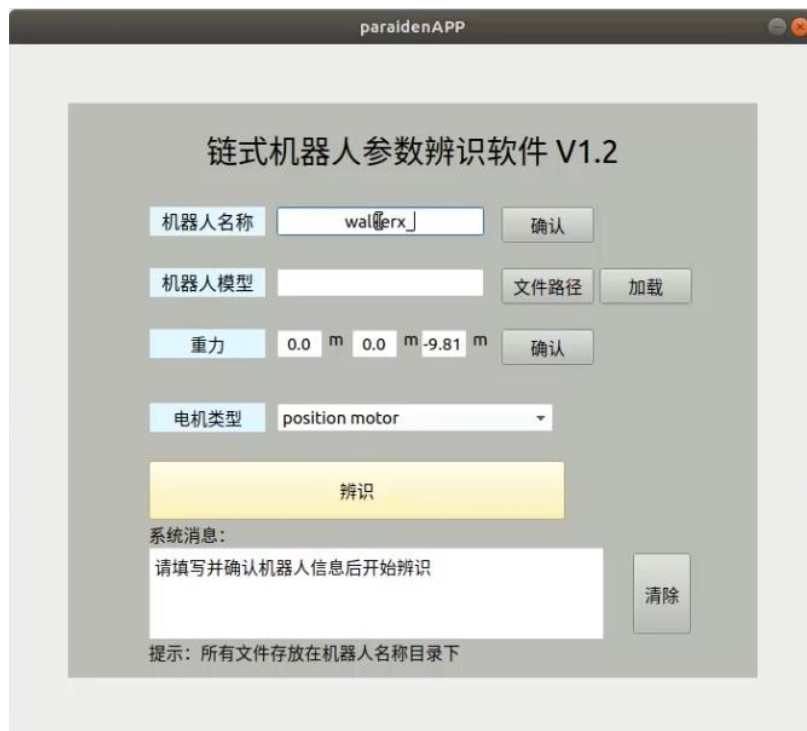 paraidenAPP
链式机器人参数辨识软件 V1.2
机器人名称 walkerx_ 确认
机器人模型 文件路径 加载
重力 0.0 m 0.0 m -9.81 m 确认
电机类型 position motor
辨识
系统消息：
请填写并确认机器人信息后开始辨识
清除
提示：所有文件存放在机器人名称目录下